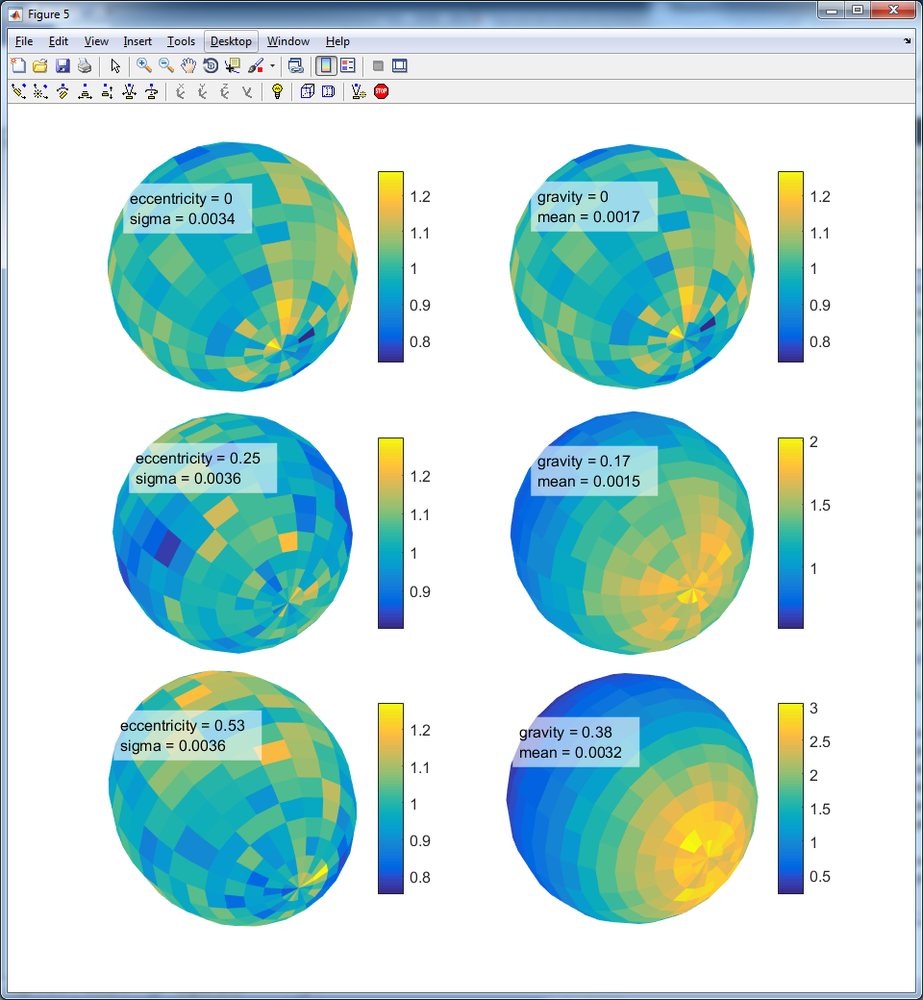 Figure 5
File Edit View Insert Tools Desktop Window Help
STOP
eccentricity = 0
sigma = 0.0034
1.2
1.1
1
0.9
0.8
gravity = 0
mean = 0.0017
1.2
1.1
1
0.9
0.8
eccentricity = 0.25
sigma = 0.0036
1.2
1.1
1
0.9
gravity = 0.17
mean = 0.0015
2
1.5
1
eccentricity = 0.53
sigma = 0.0036
1.2
1.1
1
0.9
0.8
gravity = 0.38
mean = 0.0032
3
2.5
2
1.5
1
0.5